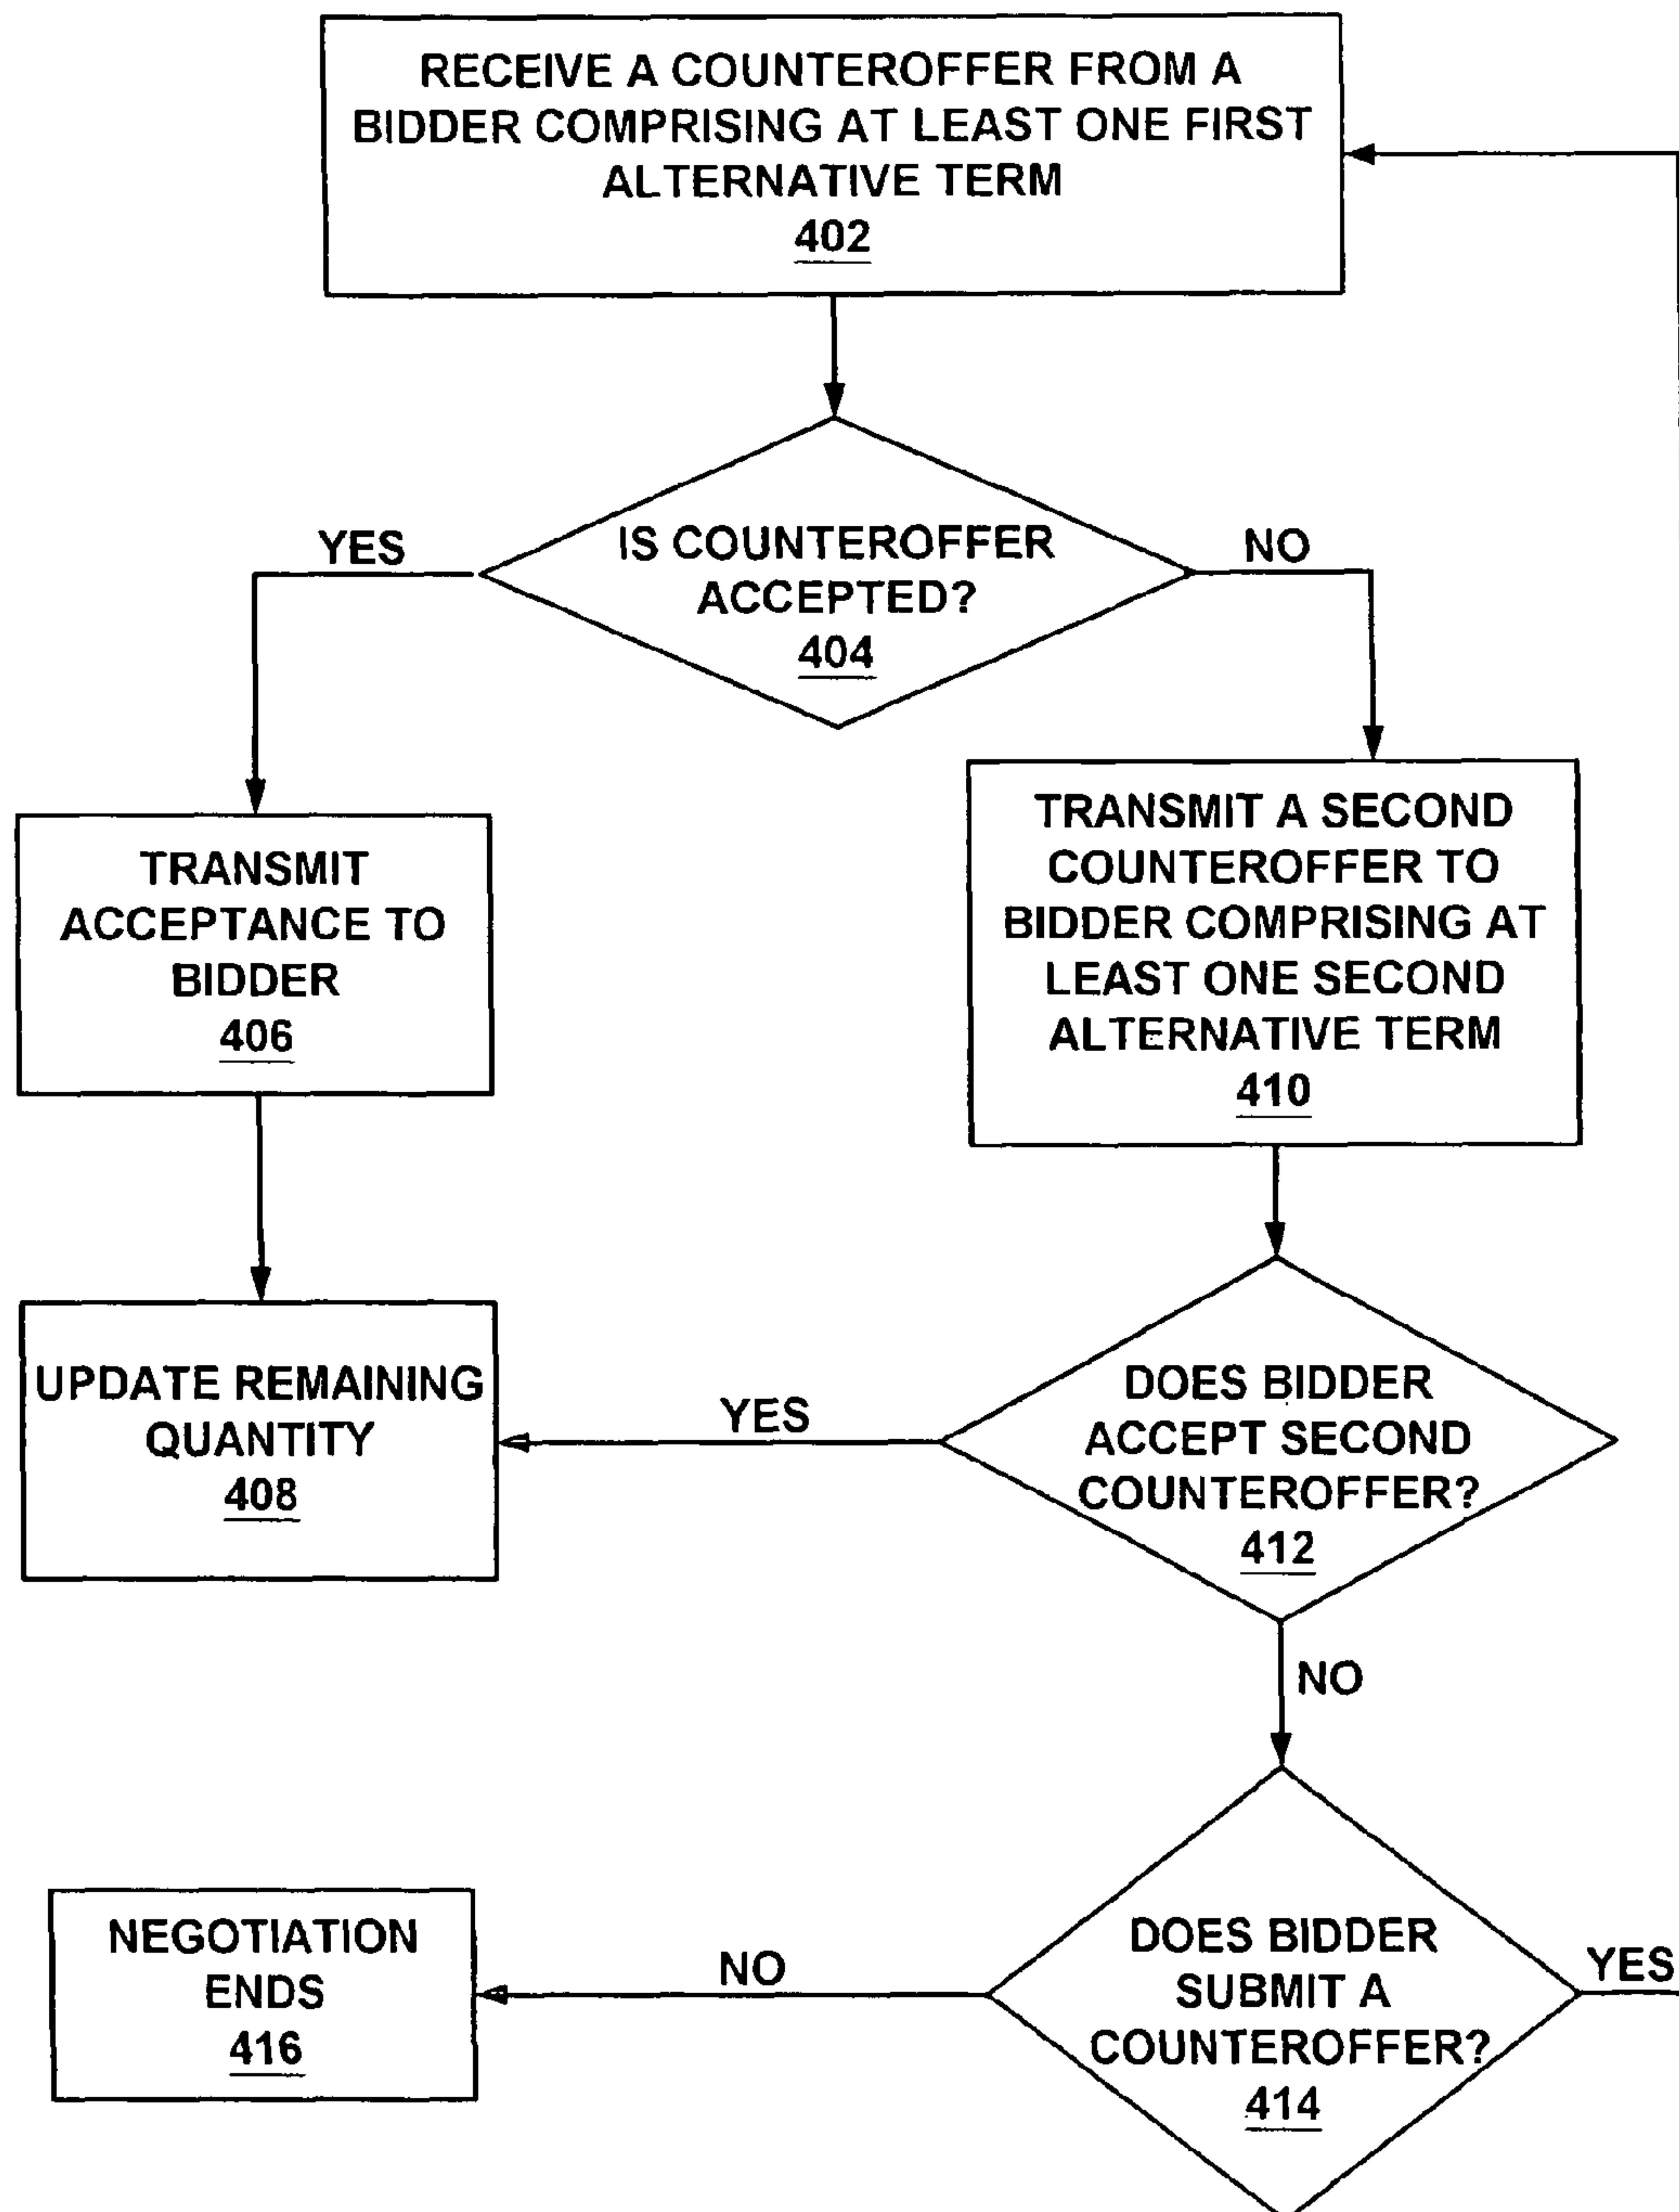 RECEIVE A COUNTEROFFER FROM A
BIDDER COMPRISING AT LEAST ONE FIRST
ALTERNATIVE TERM
402
IS COUNTEROFFER
ACCEPTED?
404
YES
NO
TRANSMIT
ACCEPTANCE TO
BIDDER
406
TRANSMIT A SECOND
COUNTEROFFER TO
BIDDER COMPRISING AT
LEAST ONE SECOND
ALTERNATIVE TERM
410
UPDATE REMAINING
QUANTITY
408
YES
DOES BIDDER
ACCEPT SECOND
COUNTEROFFER?
412
NO
NEGOTIATION
ENDS
416
NO
DOES BIDDER
SUBMIT A
COUNTEROFFER?
414
YES